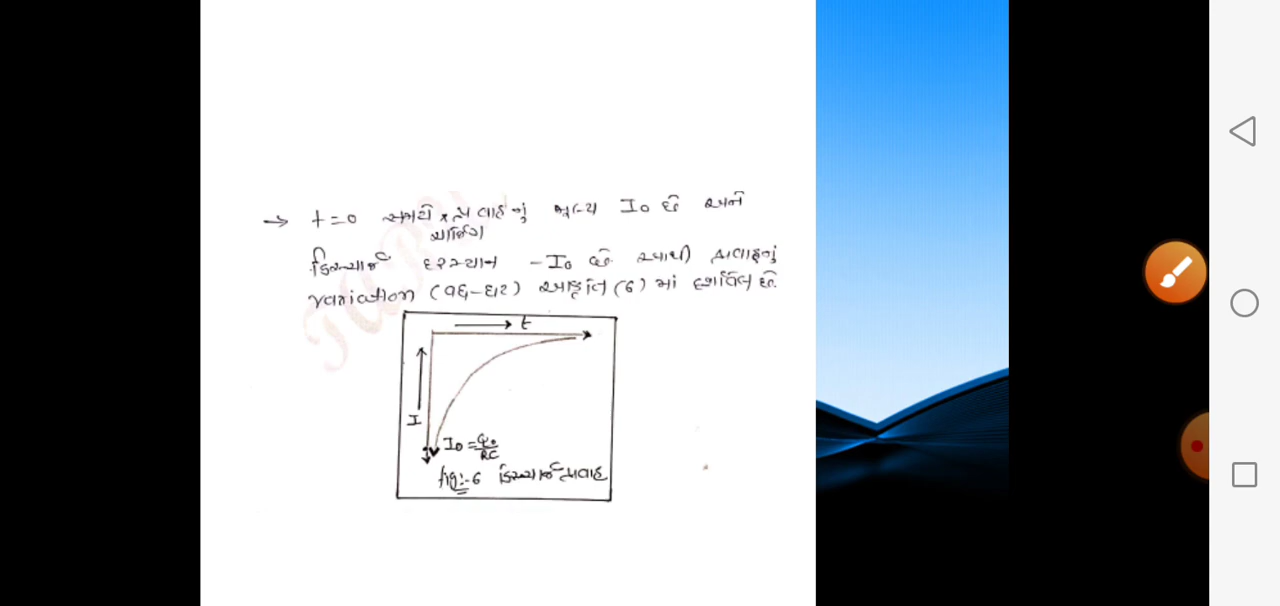 → t=0 સમયે પ્રવાહનું મૂલ્ય I₀ છે અને
ચાર્જિંગ
ડિસ્ચાર્જ દરમ્યાન -I₀ છે આથી પ્રવાહનું
variation (વધ-ઘટ) આકૃતિ (6) માં દર્શાવેલ છે.
→ t
I
I₀ = q₀/RC
fig:-6 ડિસ્ચાર્જ પ્રવાહ